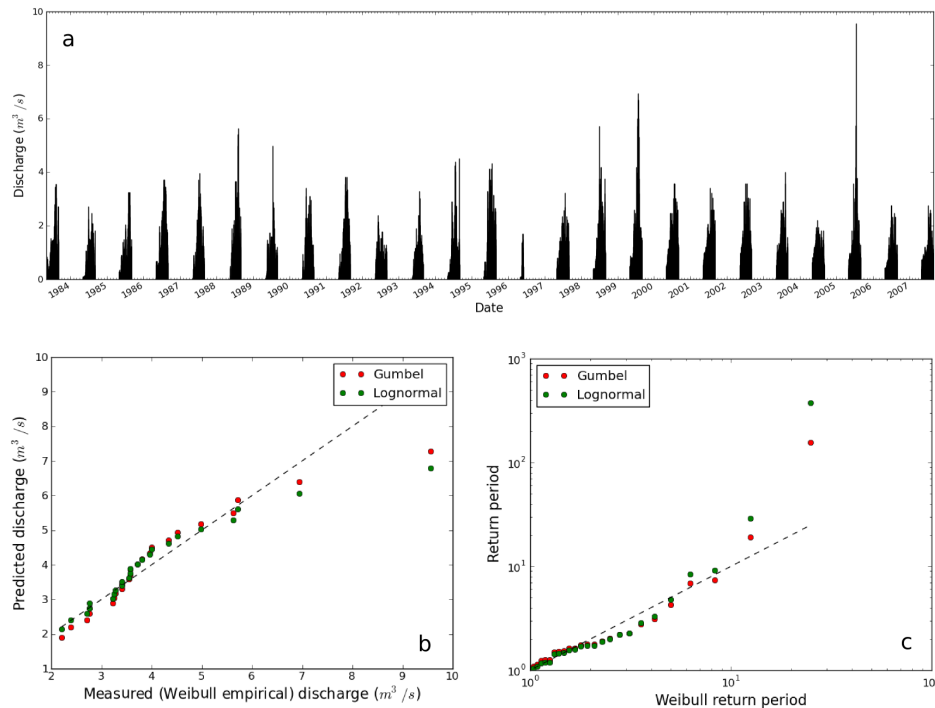 10
8
6
4
2
0
Discharge (m³ /s)
a
1984 1985 1986 1987 1988 1989 1990 1991 1992 1993 1994 1995 1996 1997 1998 1999 2000 2001 2002 2003 2004 2005 2006 2007
Date
10
9
8
7
6
5
4
3
2
1
Predicted discharge (m³ /s)
Gumbel
Lognormal
b
2 3 4 5 6 7 8 9 10
Measured (Weibull empirical) discharge (m³ /s)
10³
10²
10¹
10⁰
Return period
Gumbel
Lognormal
c
10⁰ 10¹ 10
Weibull return period